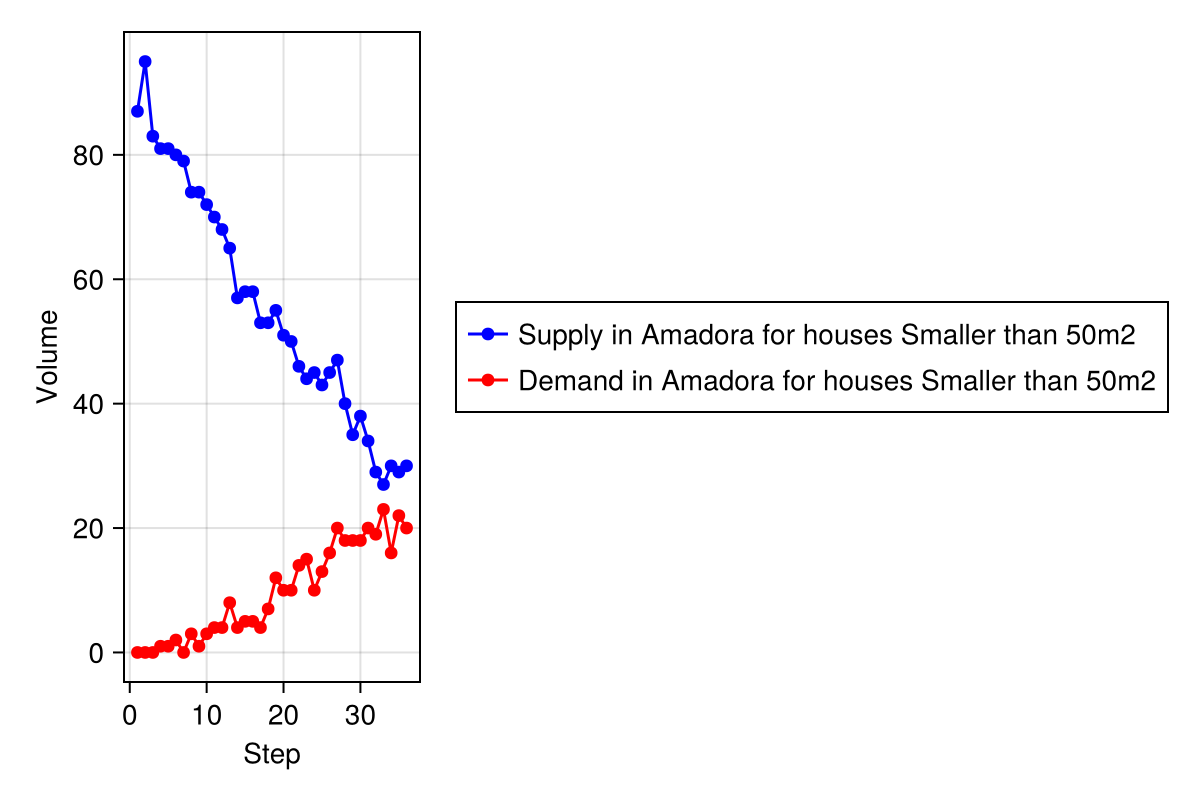 80
60
40
20
0
Volume
0 10 20 30
Step
Supply in Amadora for houses Smaller than 50m2
Demand in Amadora for houses Smaller than 50m2